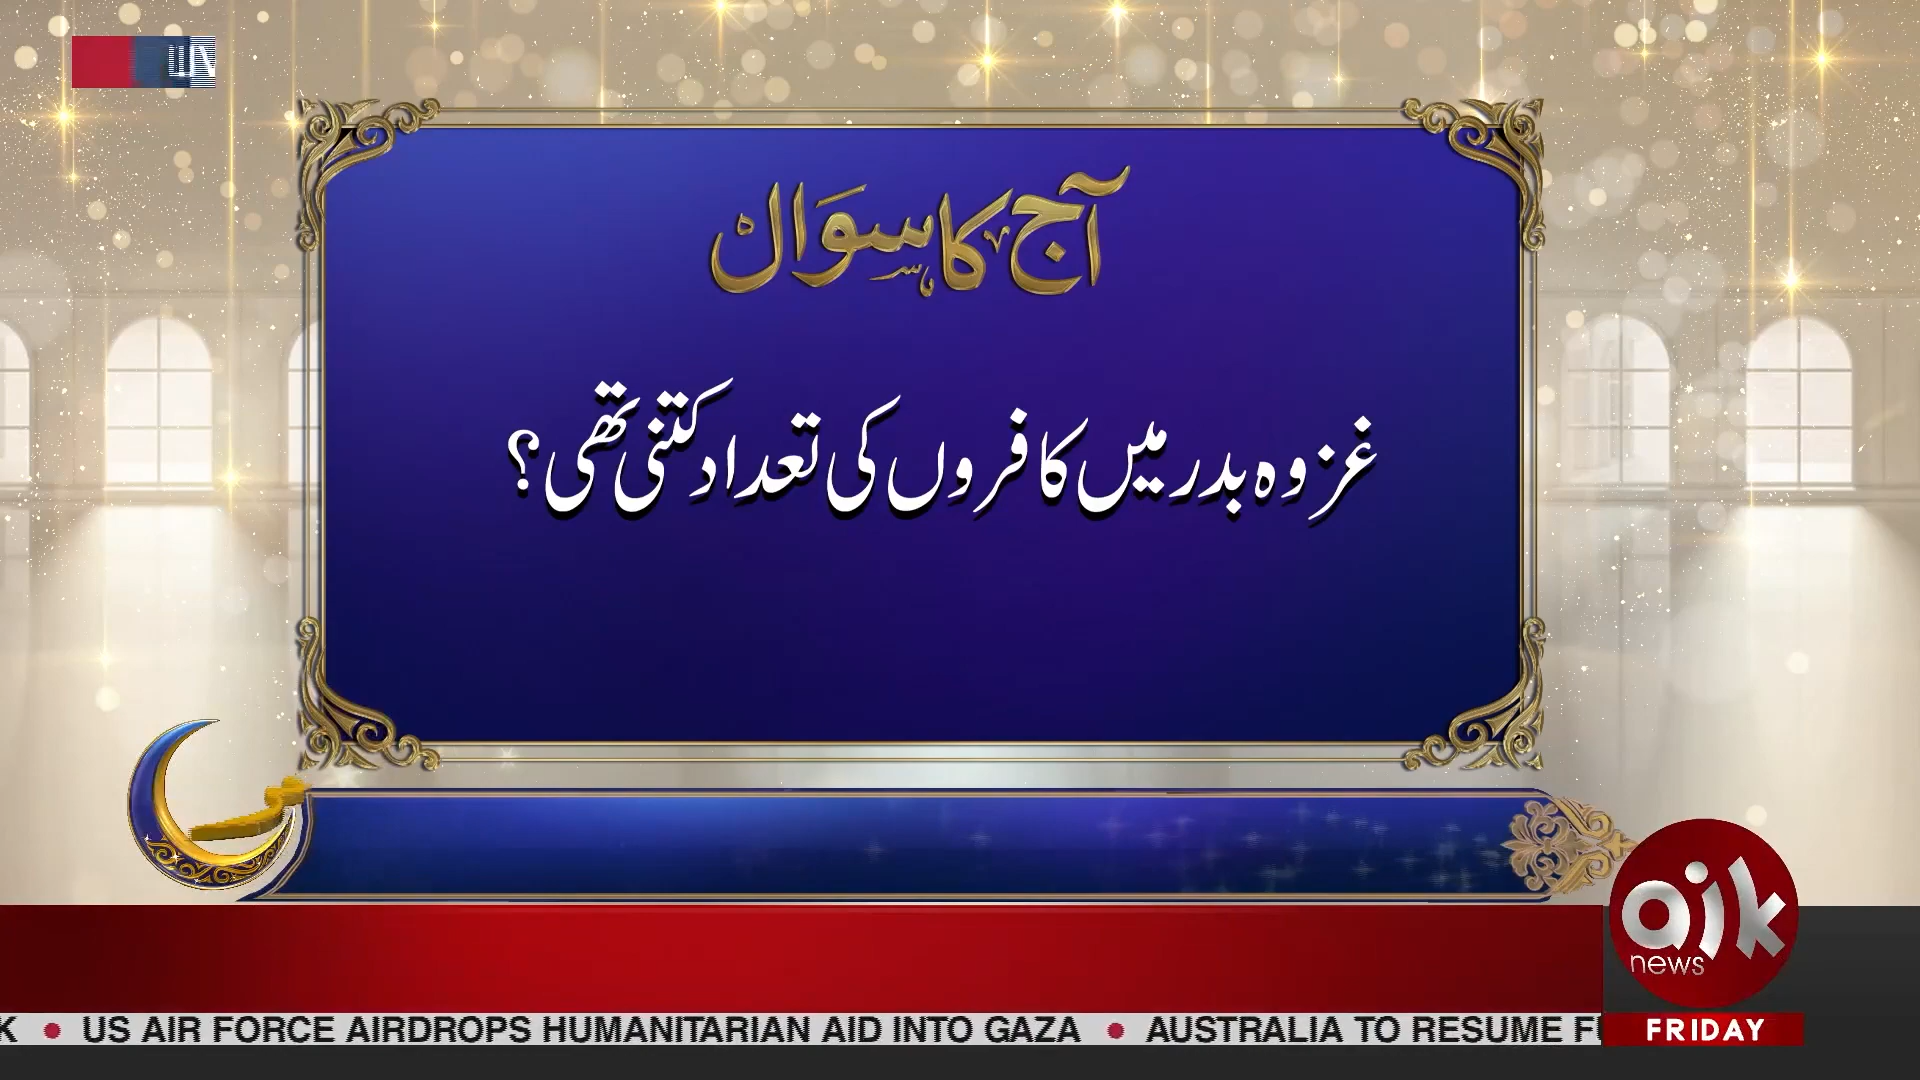 آج کا سوال
غزوہ بدر میں کافروں کی تعداد کتنی تھی؟
ajk
news
K • US AIR FORCE AIRDROPS HUMANITARIAN AID INTO GAZA • AUSTRALIA TO RESUME
FRIDAY